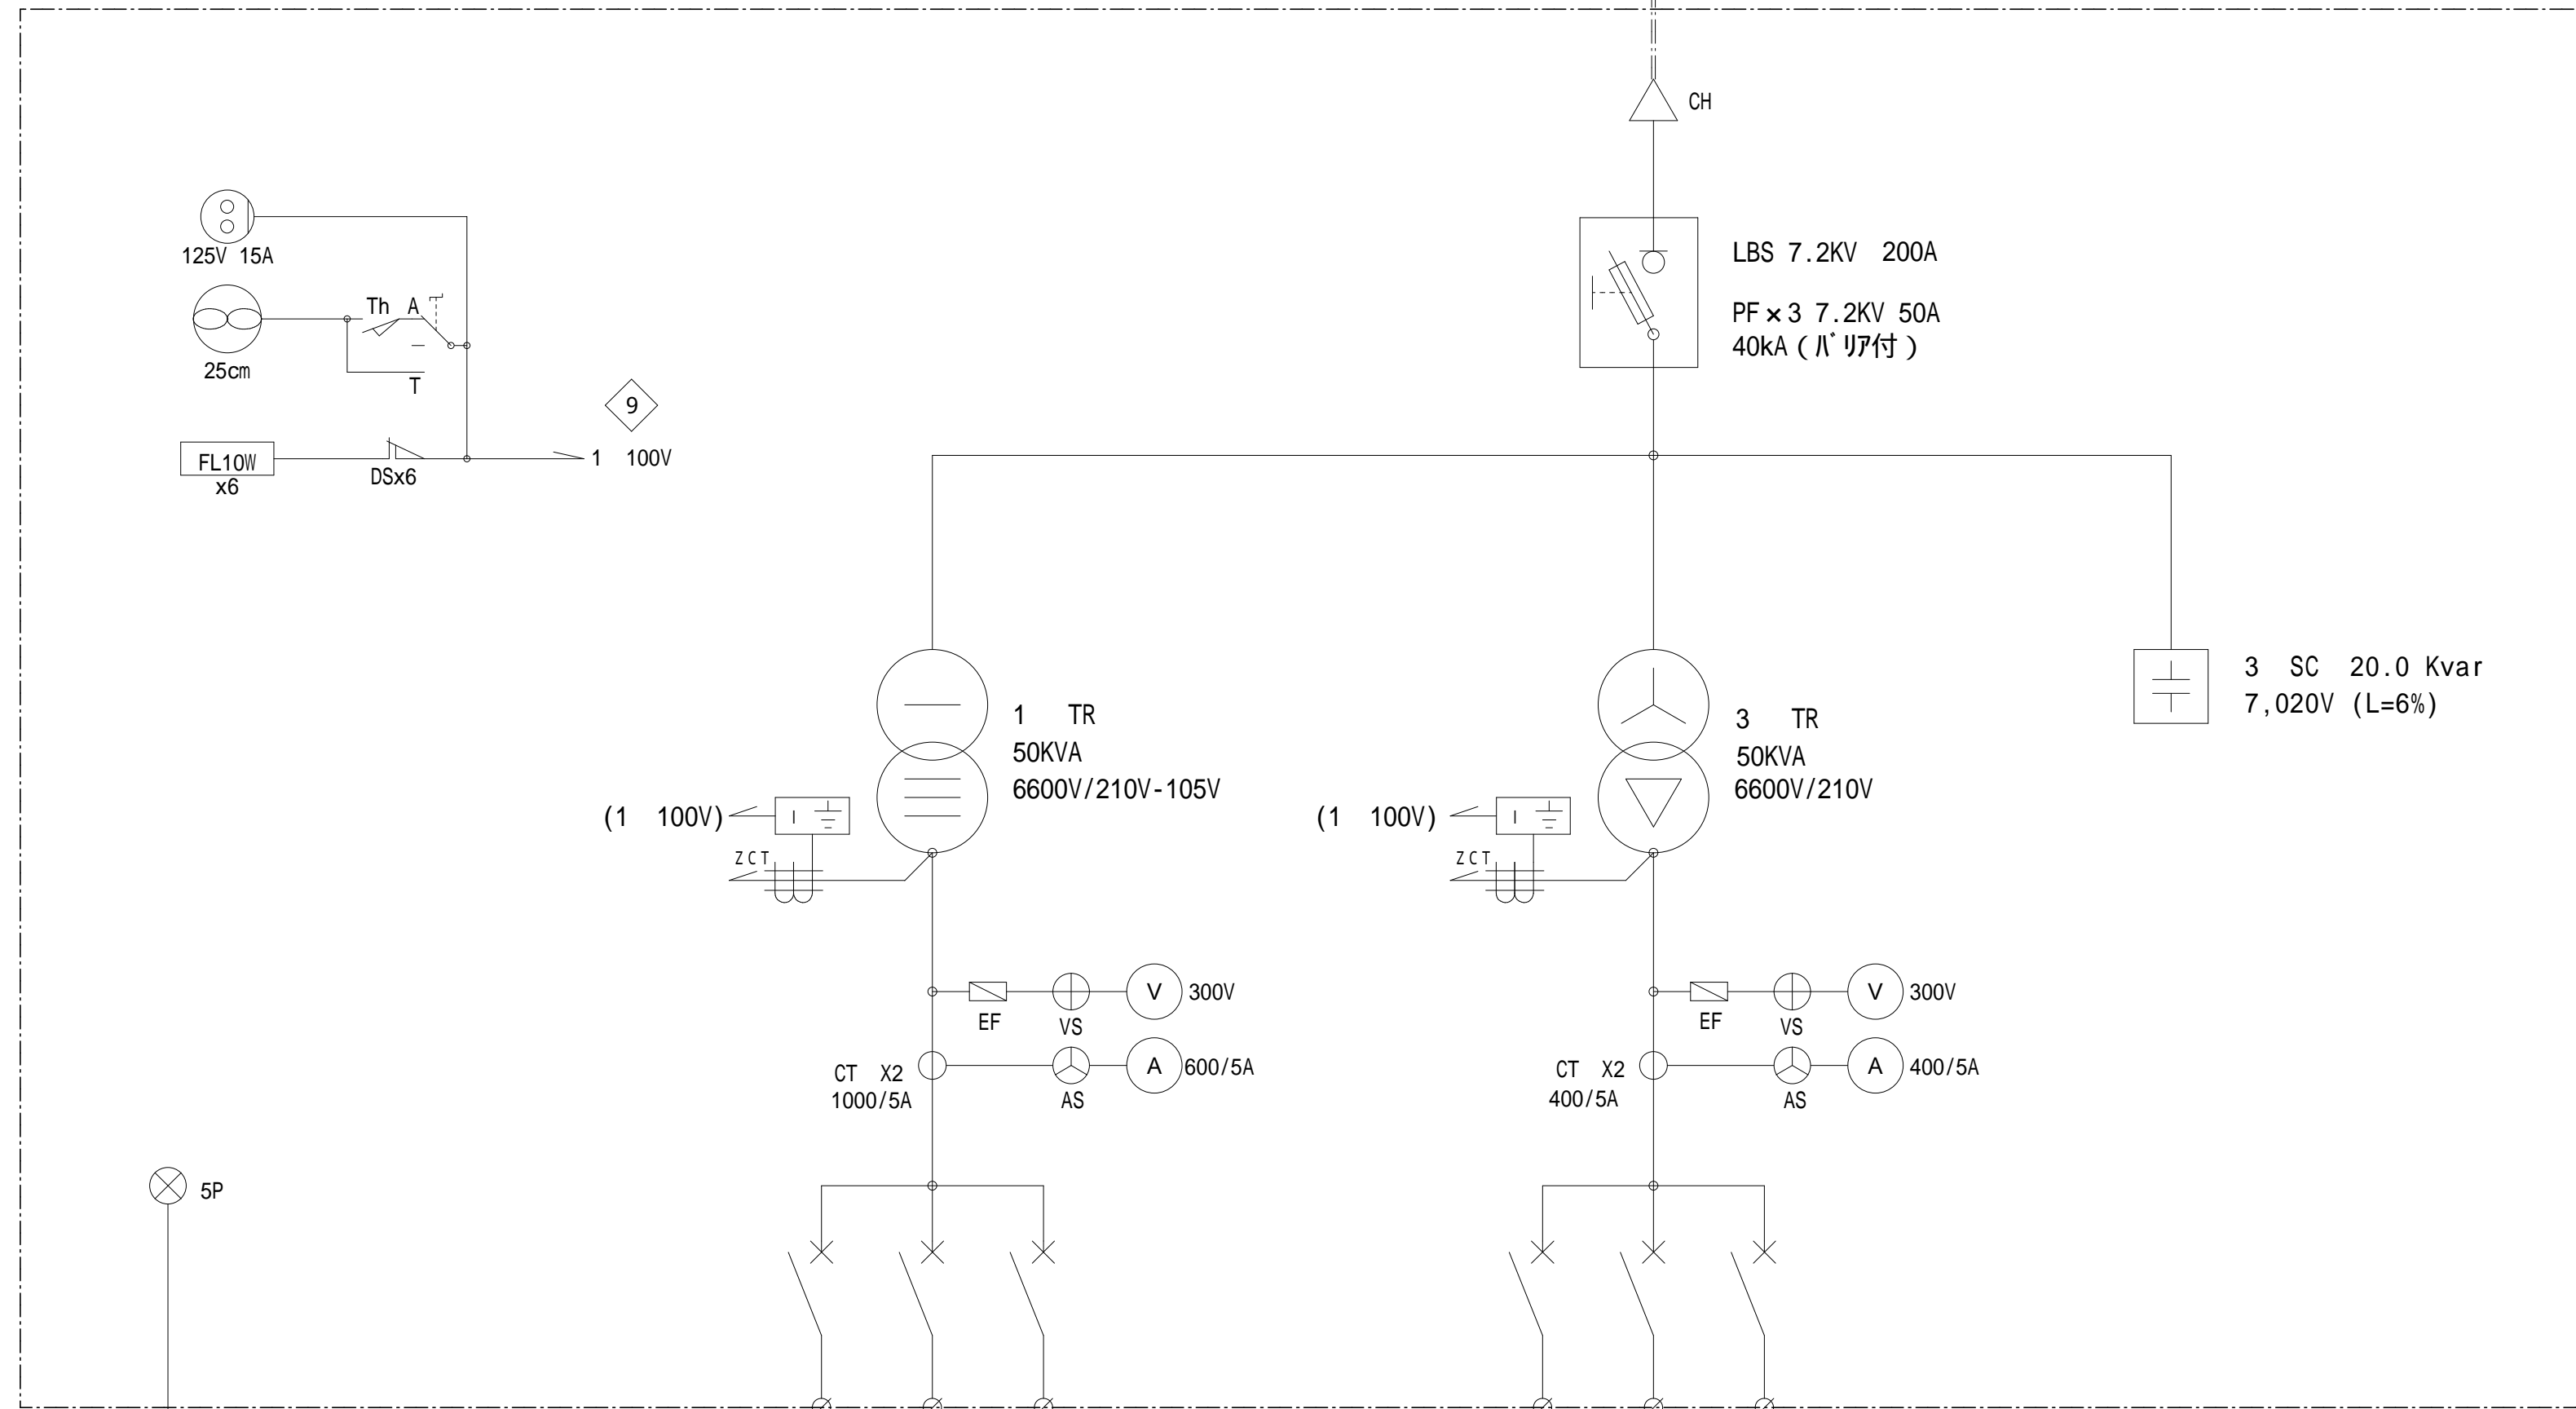 CH
LBS 7.2KV 200A
PF×3 7.2KV 50A
40kA (バリア付)
125V 15A
25cm
Th A
T
FL10W
x6
DSx6
9
1 100V
1 TR
50KVA
6600V/210V-105V
(1 100V)
I
ZCT
3 TR
50KVA
6600V/210V
(1 100V)
I
ZCT
3 SC 20.0 Kvar
7,020V (L=6%)
EF
VS
V
300V
CT X2
1000/5A
AS
A
600/5A
EF
VS
V
300V
CT X2
400/5A
AS
A
400/5A
5P